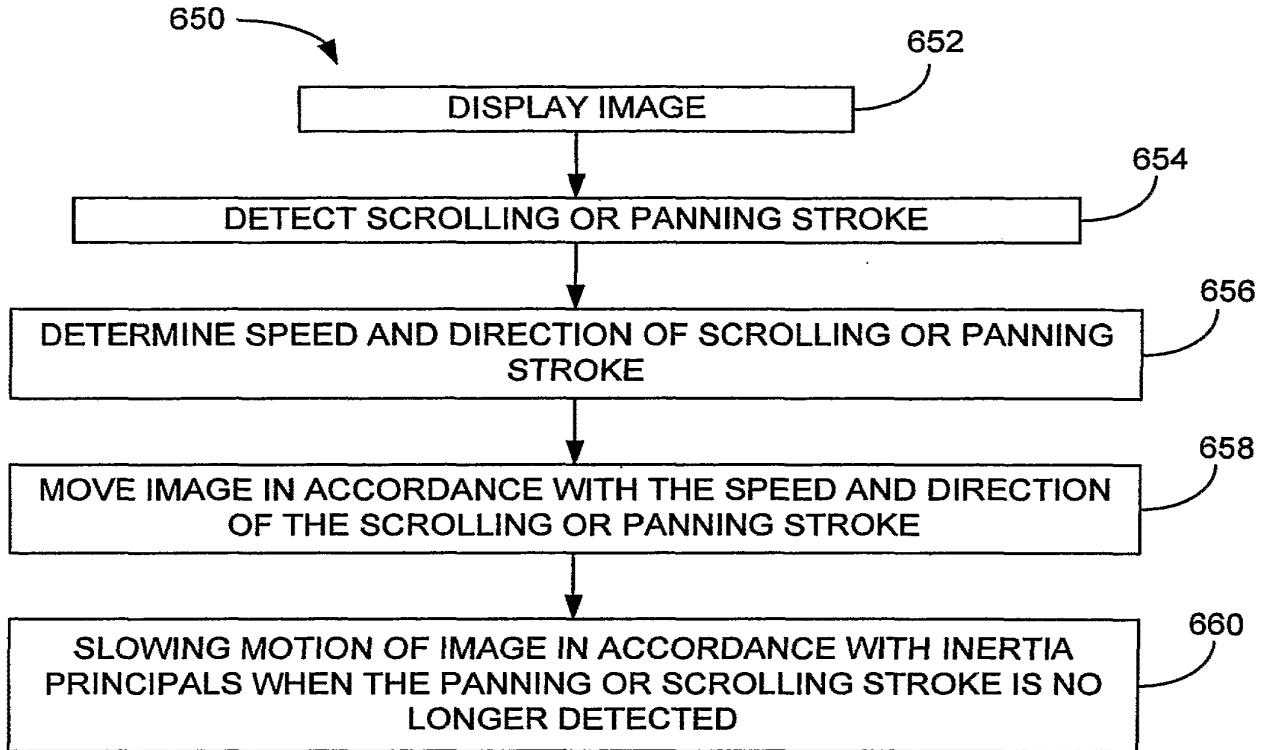 650
652
DISPLAY IMAGE
654
DETECT SCROLLING OR PANNING STROKE
656
DETERMINE SPEED AND DIRECTION OF SCROLLING OR PANNING
STROKE
658
MOVE IMAGE IN ACCORDANCE WITH THE SPEED AND DIRECTION
OF THE SCROLLING OR PANNING STROKE
660
SLOWING MOTION OF IMAGE IN ACCORDANCE WITH INERTIA
PRINCIPALS WHEN THE PANNING OR SCROLLING STROKE IS NO
LONGER DETECTED